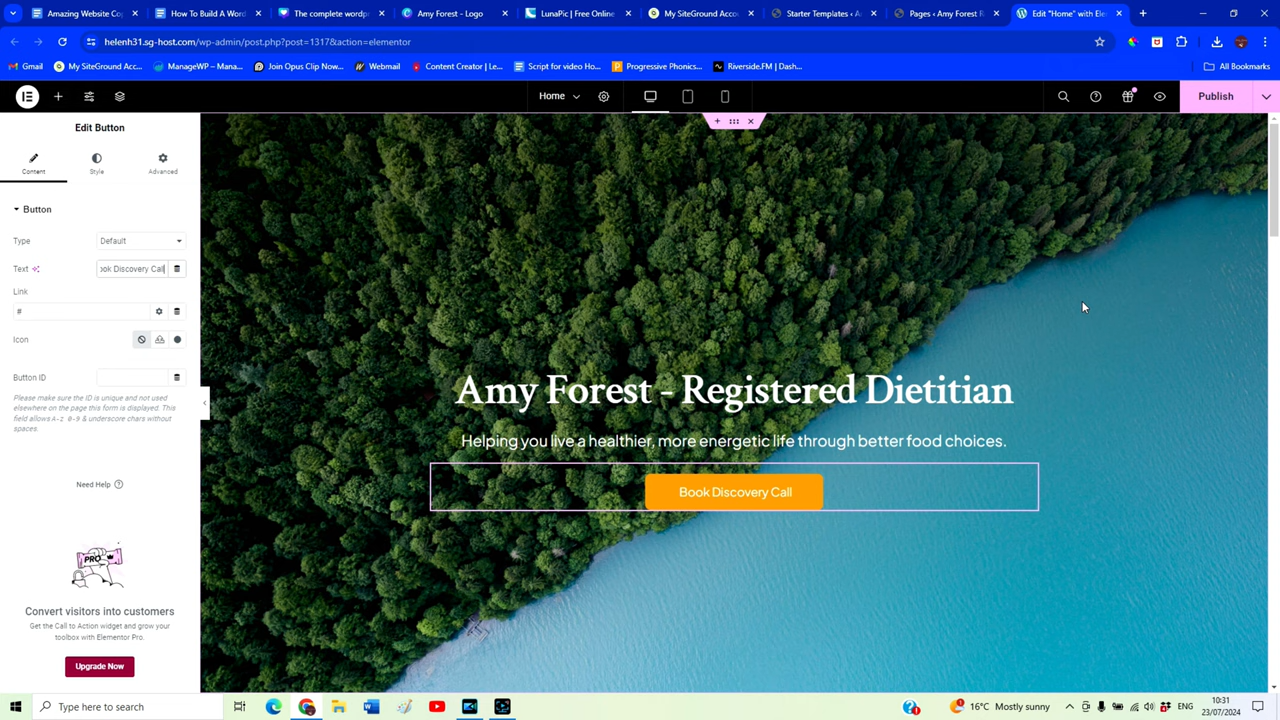 Amazing Website Co
How To Build A Word
The complete wordp
Amy Forest - Logo
LunaPic | Free Online
My SiteGround Acco
Starter Templates ‹ A
Pages ‹ Amy Forest R
Edit "Home" with Ele
helenh31.sg-host.com/wp-admin/post.php?post=1317&action=elementor
Gmail
My SiteGround Acc...
ManageWP – Mana...
Join Opus Clip Now...
Webmail
Content Creator | Le...
Script for video Ho...
Progressive Phonics...
Riverside.FM | Dash...
All Bookmarks
Home
Publish
Edit Button
Content
Style
Advanced
Button
Type
Default
Text
ook Discovery Call
Link
#
Icon
Button ID
Please make sure the ID is unique and not used
elsewhere on the page this form is displayed. This
field allows A-z 0-9 & underscore chars without
spaces.
Need Help
PRO
Convert visitors into customers
Get the Call to Action widget and grow your
toolbox with Elementor Pro.
Upgrade Now
Amy Forest - Registered Dietitian
Helping you live a healthier, more energetic life through better food choices.
Book Discovery Call
Type here to search
16°C Mostly sunny
ENG
10:31
23/07/2024